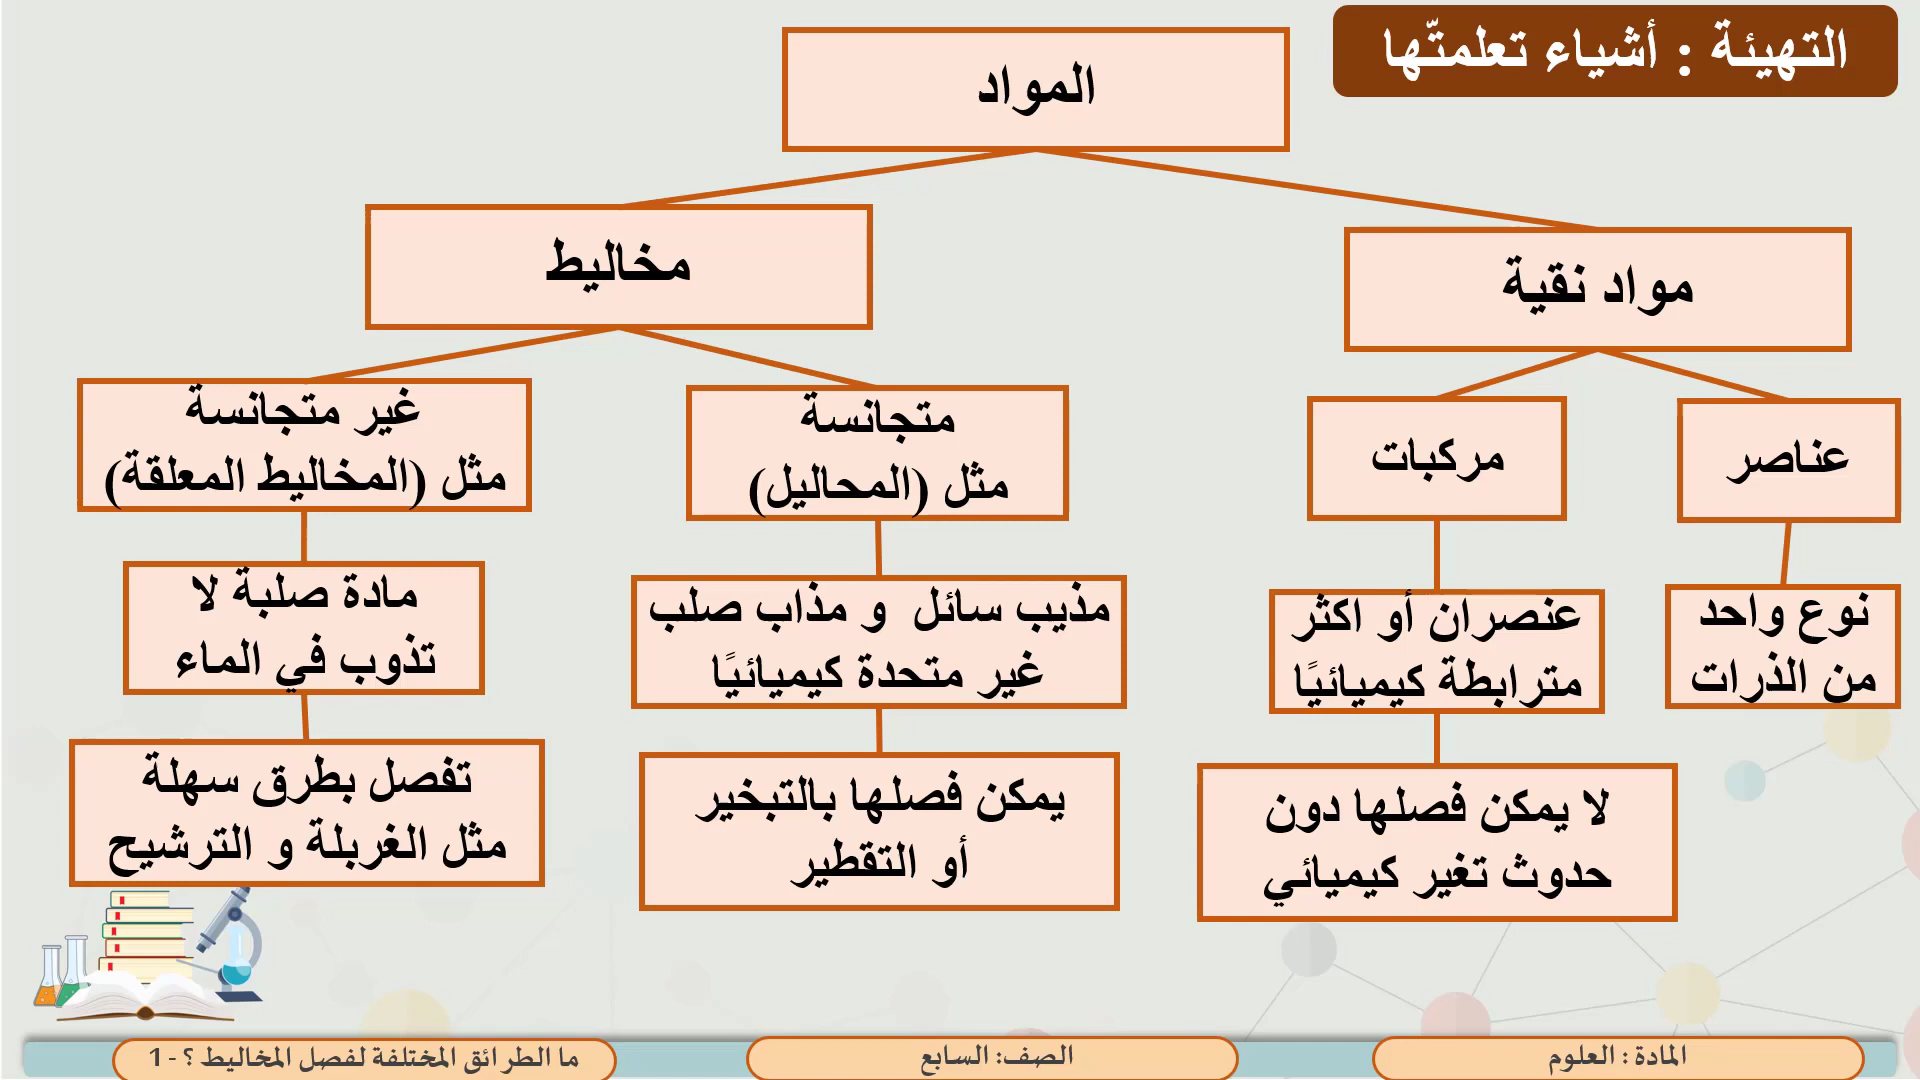 التهيئة : أشياء تعلمتّها
المواد
مواد نقية
مخاليط
عناصر
مركبات
متجانسة
مثل (المحاليل)
غير متجانسة
مثل (المخاليط المعلقة)
نوع واحد
من الذرات
عنصران أو اكثر
مترابطة كيميائيًا
مذيب سائل و مذاب صلب
غير متحدة كيميائيًا
مادة صلبة لا
تذوب في الماء
لا يمكن فصلها دون
حدوث تغير كيميائي
يمكن فصلها بالتبخير
أو التقطير
تفصل بطرق سهلة
مثل الغربلة و الترشيح
المادة : العلوم
الصف: السابع
ما الطرائق المختلفة لفصل المخاليط ؟ - 1